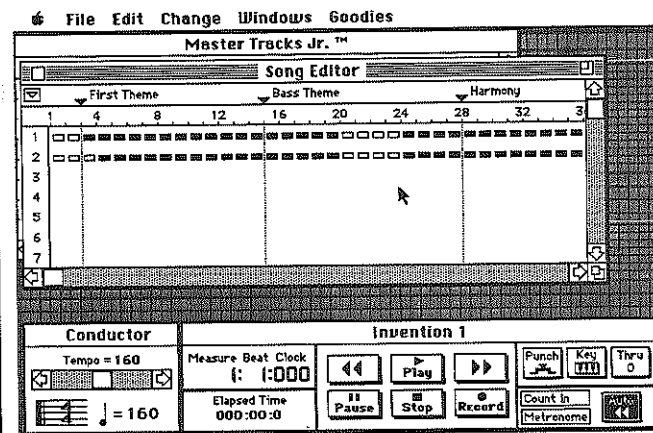 File Edit Change Windows Goodies
Master Tracks Jr. ™
Song Editor
First Theme Bass Theme Harmony
1 4 8 12 16 20 24 28 32 3
1
2
3
4
5
6
7
Conductor
Invention 1
Tempo = 160
Measure Beat Clock
1: 1:000
Play
Punch Key Thru
Elapsed Time
000:00:0
= 160
Pause Stop Record
Count In
Metronome